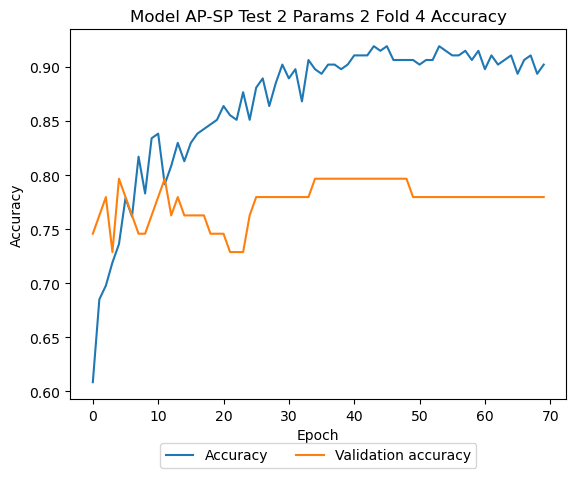 Model AP-SP Test 2 Params 2 Fold 4 Accuracy
Accuracy
0.90
0.85
0.80
0.75
0.70
0.65
0.60
0 10 20 30 40 50 60 70
Epoch
Accuracy Validation accuracy